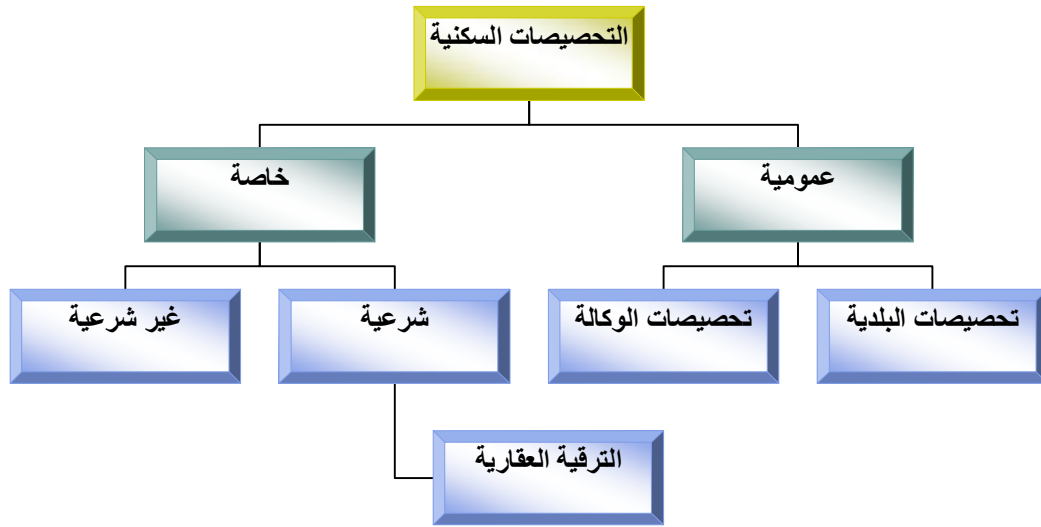 التحصيصات السكنية
عمومية
خاصة
تحصيصات البلدية
تحصيصات الوكالة
شرعية
غير شرعية
الترقية العقارية